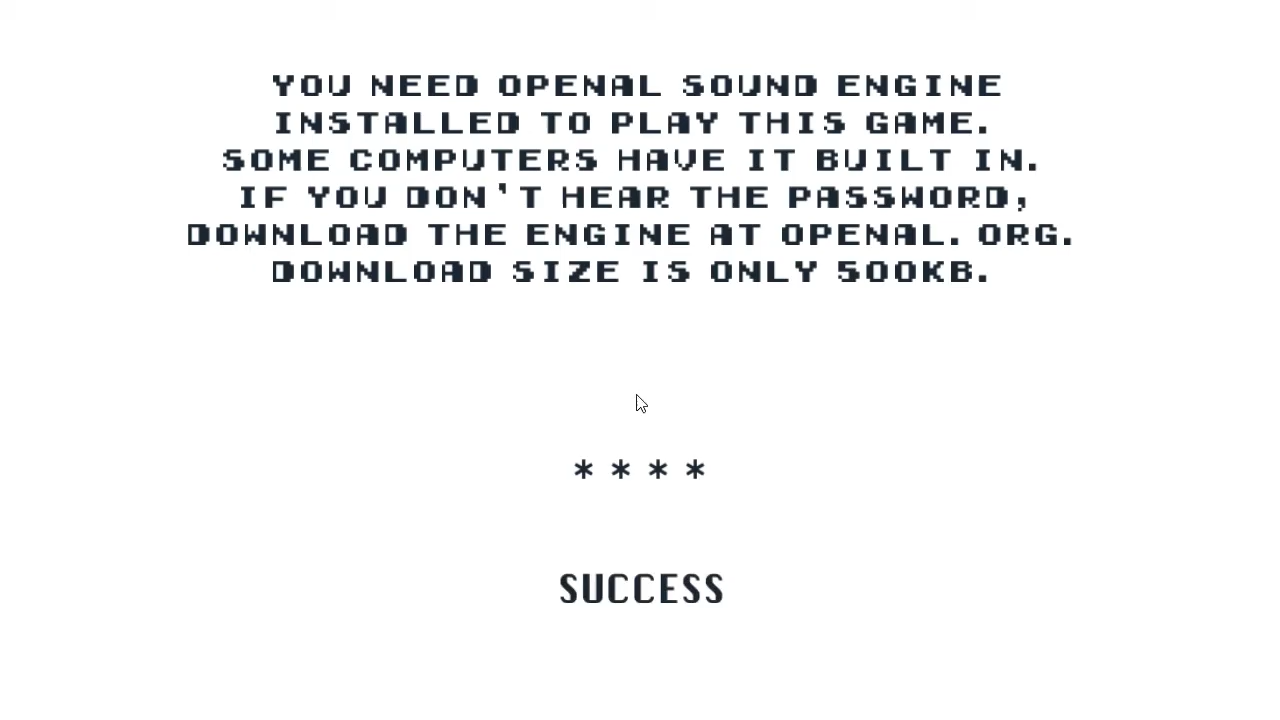 YOU NEED OPENAL SOUND ENGINE
INSTALLED TO PLAY THIS GAME.
SOME COMPUTERS HAVE IT BUILT IN.
IF YOU DON'T HEAR THE PASSWORD,
DOWNLOAD THE ENGINE AT OPENAL.ORG.
DOWNLOAD SIZE IS ONLY 500KB.
****
SUCCESS